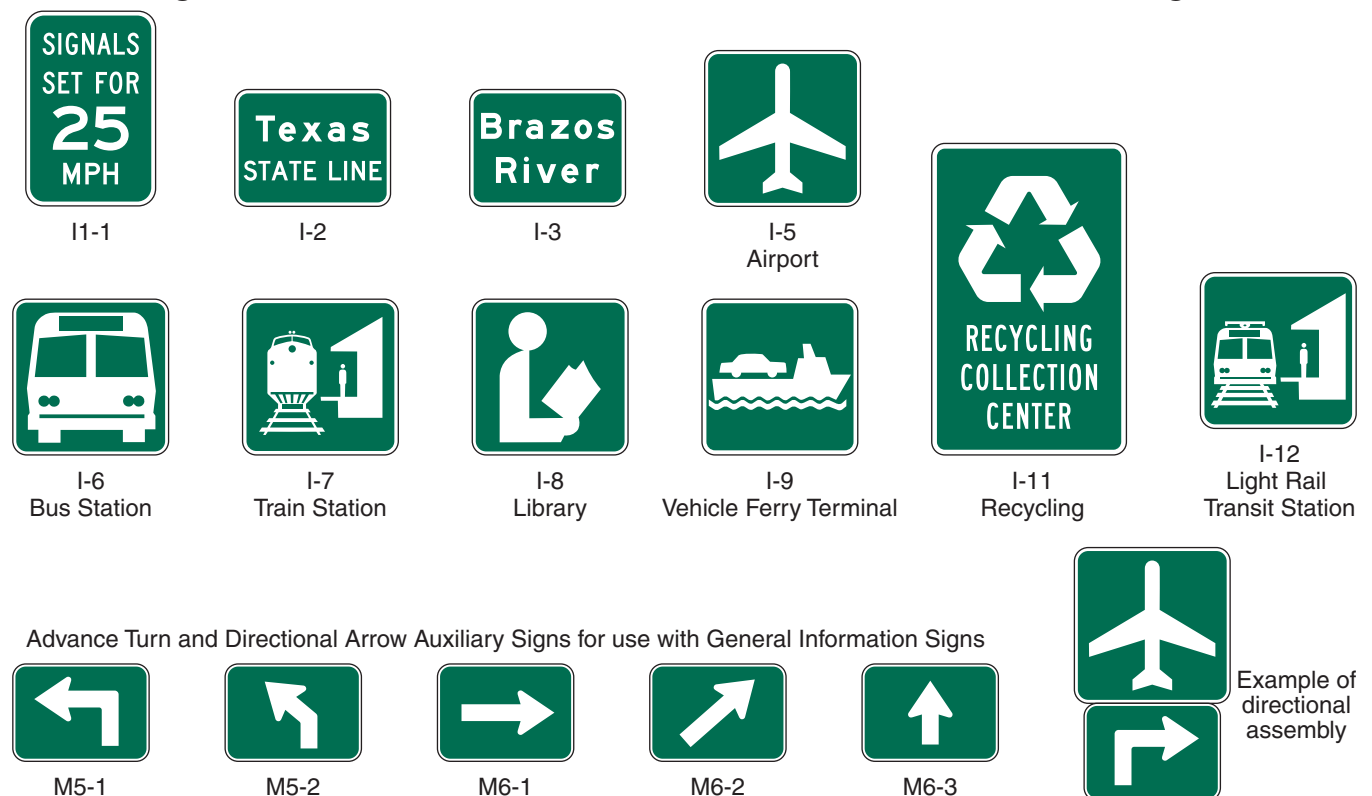 SIGNALS
SET FOR
25
MPH
I1-1
Texas
STATE LINE
I-2
Brazos
River
I-3
I-5
Airport
I-6
Bus Station
I-7
Train Station
I-8
Library
I-9
Vehicle Ferry Terminal
RECYCLING
COLLECTION
CENTER
I-11
Recycling
I-12
Light Rail
Transit Station
Advance Turn and Directional Arrow Auxiliary Signs for use with General Information Signs
M5-1
M5-2
M6-1
M6-2
M6-3
Example of
directional
assembly